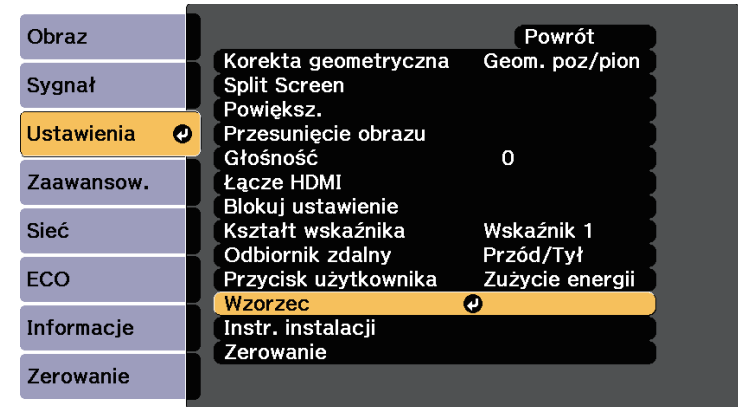 Obraz
Sygnał
Ustawienia
Zaawansow.
Sieć
ECO
Informacje
Zerowanie
Powrót
Korekta geometryczna Geom. poz/pion
Split Screen
Powiększ.
Przesunięcie obrazu
Głośność 0
Łącze HDMI
Blokuj ustawienie
Kształt wskaźnika Wskaźnik 1
Odbiornik zdalny Przód/Tył
Przycisk użytkownika Zużycie energii
Wzorzec
Instr. instalacji
Zerowanie